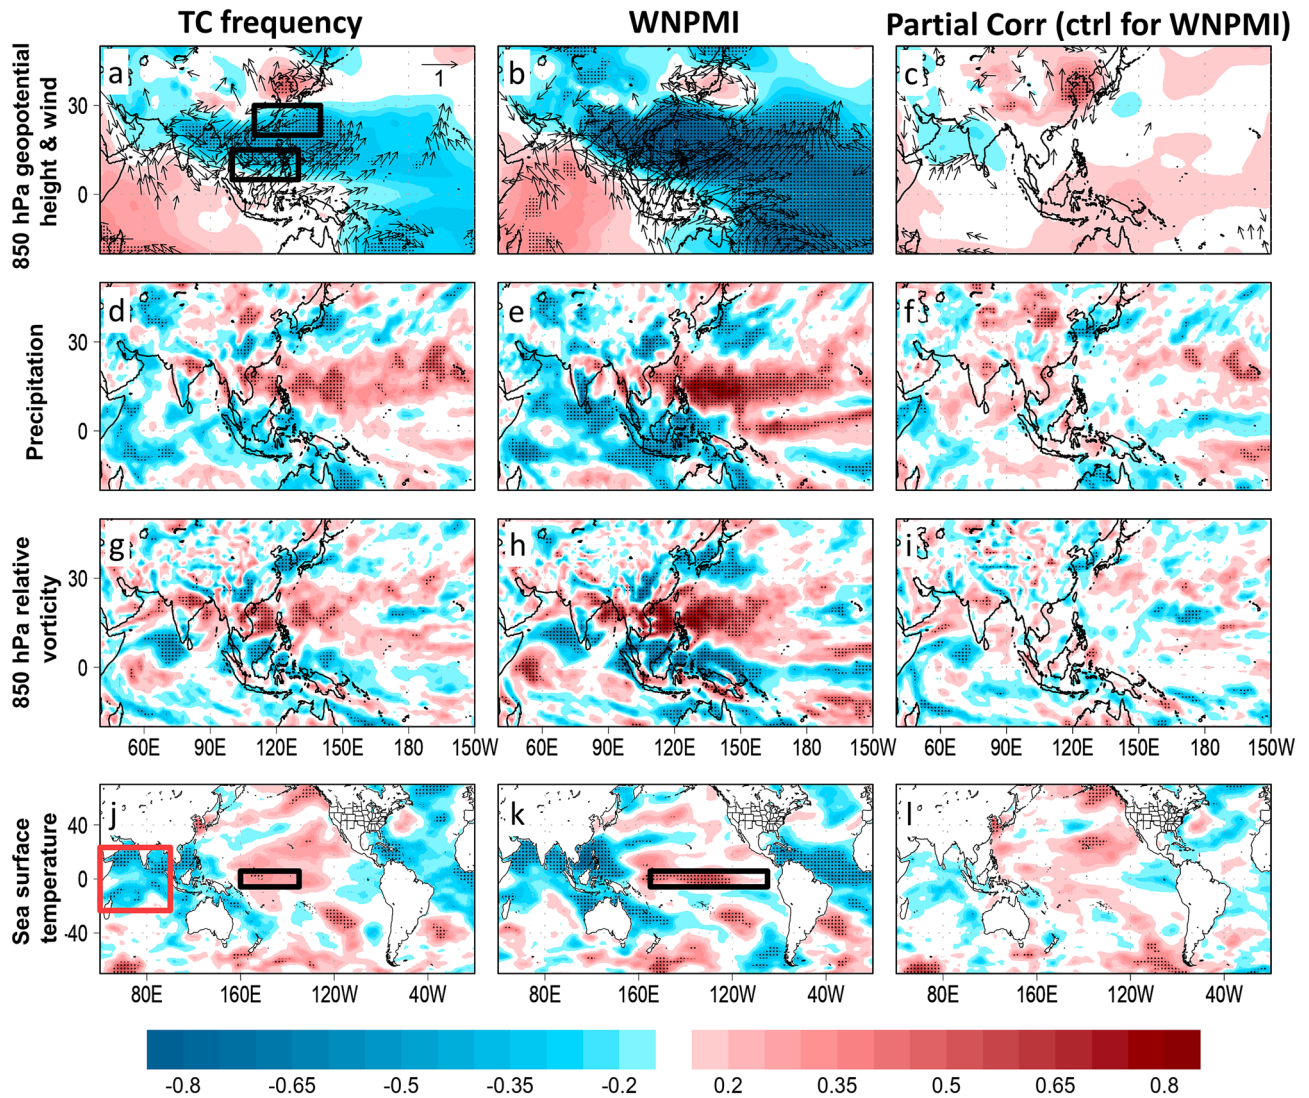 TC frequency
WNPMI
Partial Corr (ctrl for WNPMI)
850 hPa geopotential
height & wind
a
1
b
c
30
0
Precipitation
d
e
f
30
0
850 hPa relative
vorticity
g
h
i
30
0
60E 90E 120E 150E 180 150W
60E 90E 120E 150E 180 150W
60E 90E 120E 150E 180 150W
Sea surface
temperature
j
k
l
40
0
-40
80E 160E 120W 40W
80E 160E 120W 40W
80E 160E 120W 40W
-0.8 -0.65 -0.5 -0.35 -0.2 0.2 0.35 0.5 0.65 0.8